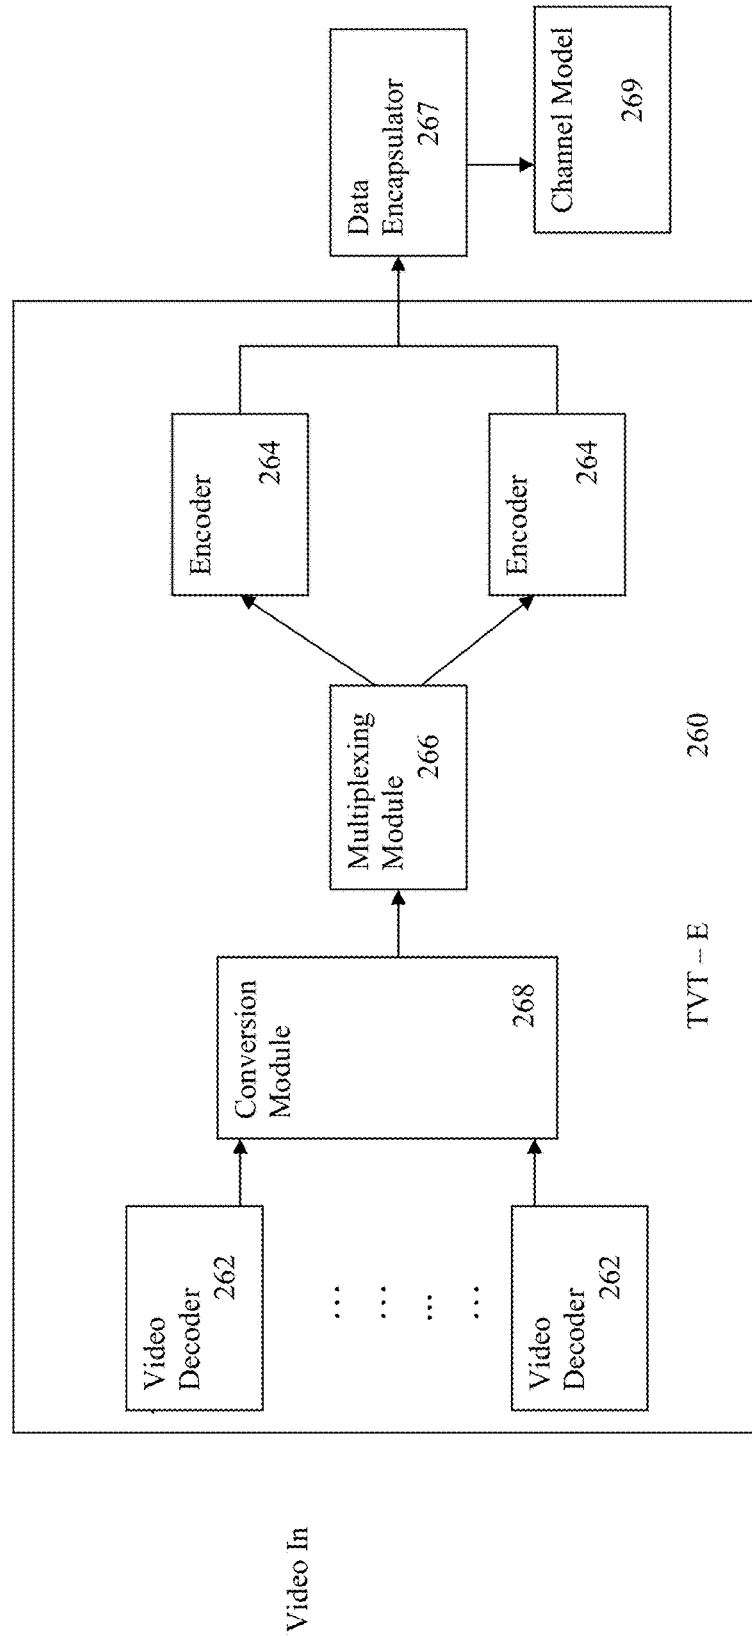 Video In
Video
Decoder
262
....
....
....
....
Video
Decoder
262
Conversion
Module
268
Multiplexing
Module
266
Encoder
264
Encoder
264
TVT – E
260
Data
Encapsulator
267
Channel Model
269